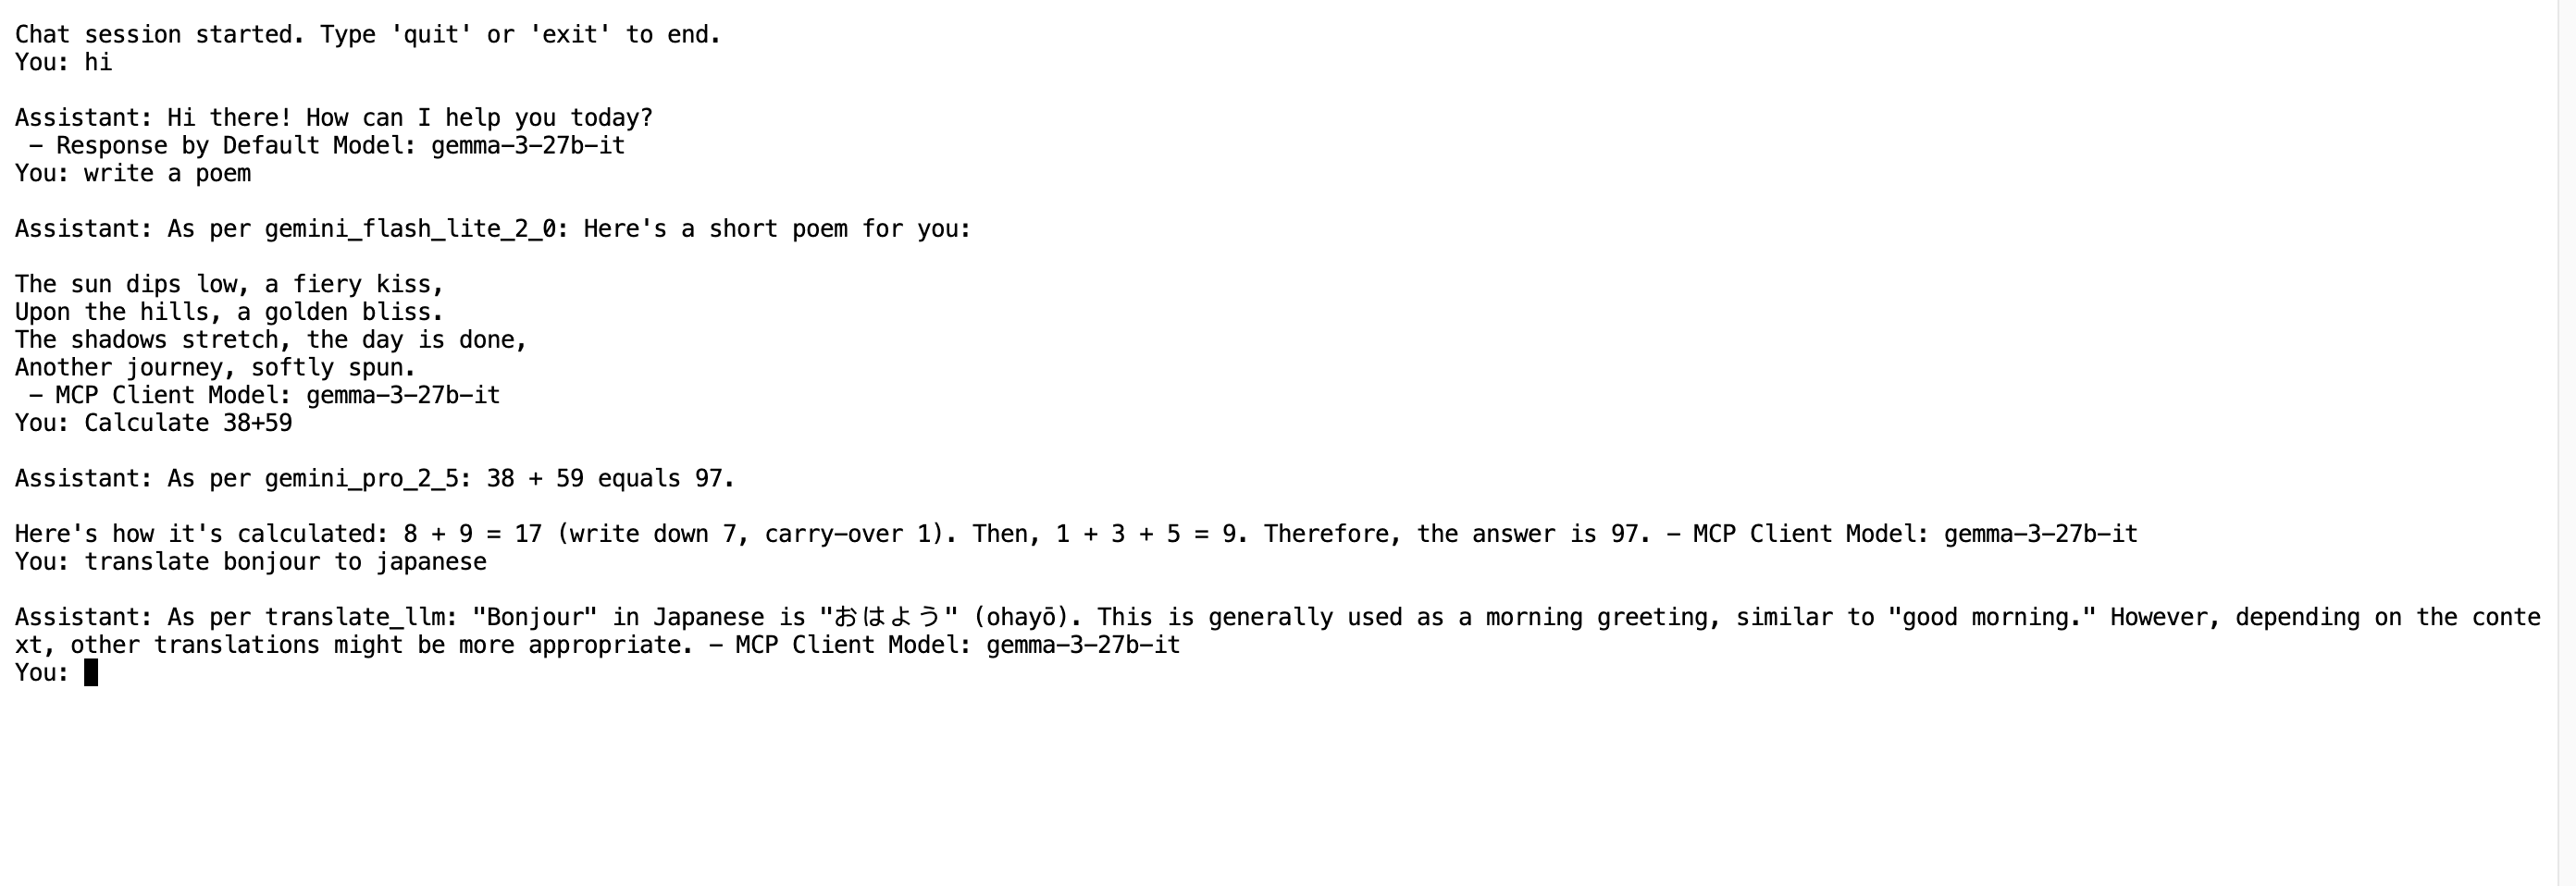 Chat session started. Type 'quit' or 'exit' to end.
You: hi
Assistant: Hi there! How can I help you today?
 – Response by Default Model: gemma-3-27b-it
You: write a poem
Assistant: As per gemini_flash_lite_2_0: Here's a short poem for you:
The sun dips low, a fiery kiss,
Upon the hills, a golden bliss.
The shadows stretch, the day is done,
Another journey, softly spun.
 – MCP Client Model: gemma-3-27b-it
You: Calculate 38+59
Assistant: As per gemini_pro_2_5: 38 + 59 equals 97.
Here's how it's calculated: 8 + 9 = 17 (write down 7, carry-over 1). Then, 1 + 3 + 5 = 9. Therefore, the answer is 97. – MCP Client Model: gemma-3-27b-it
You: translate bonjour to japanese
Assistant: As per translate_llm: "Bonjour" in Japanese is "おはよう" (ohayō). This is generally used as a morning greeting, similar to "good morning." However, depending on the conte
xt, other translations might be more appropriate. – MCP Client Model: gemma-3-27b-it
You: